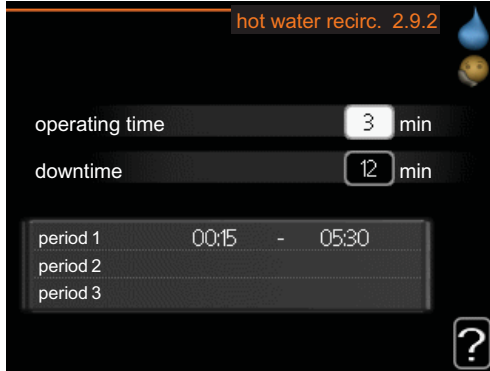 hot water recirc. 2.9.2
operating time 3 min
downtime 12 min
period 1 00:15 - 05:30
period 2
period 3
?